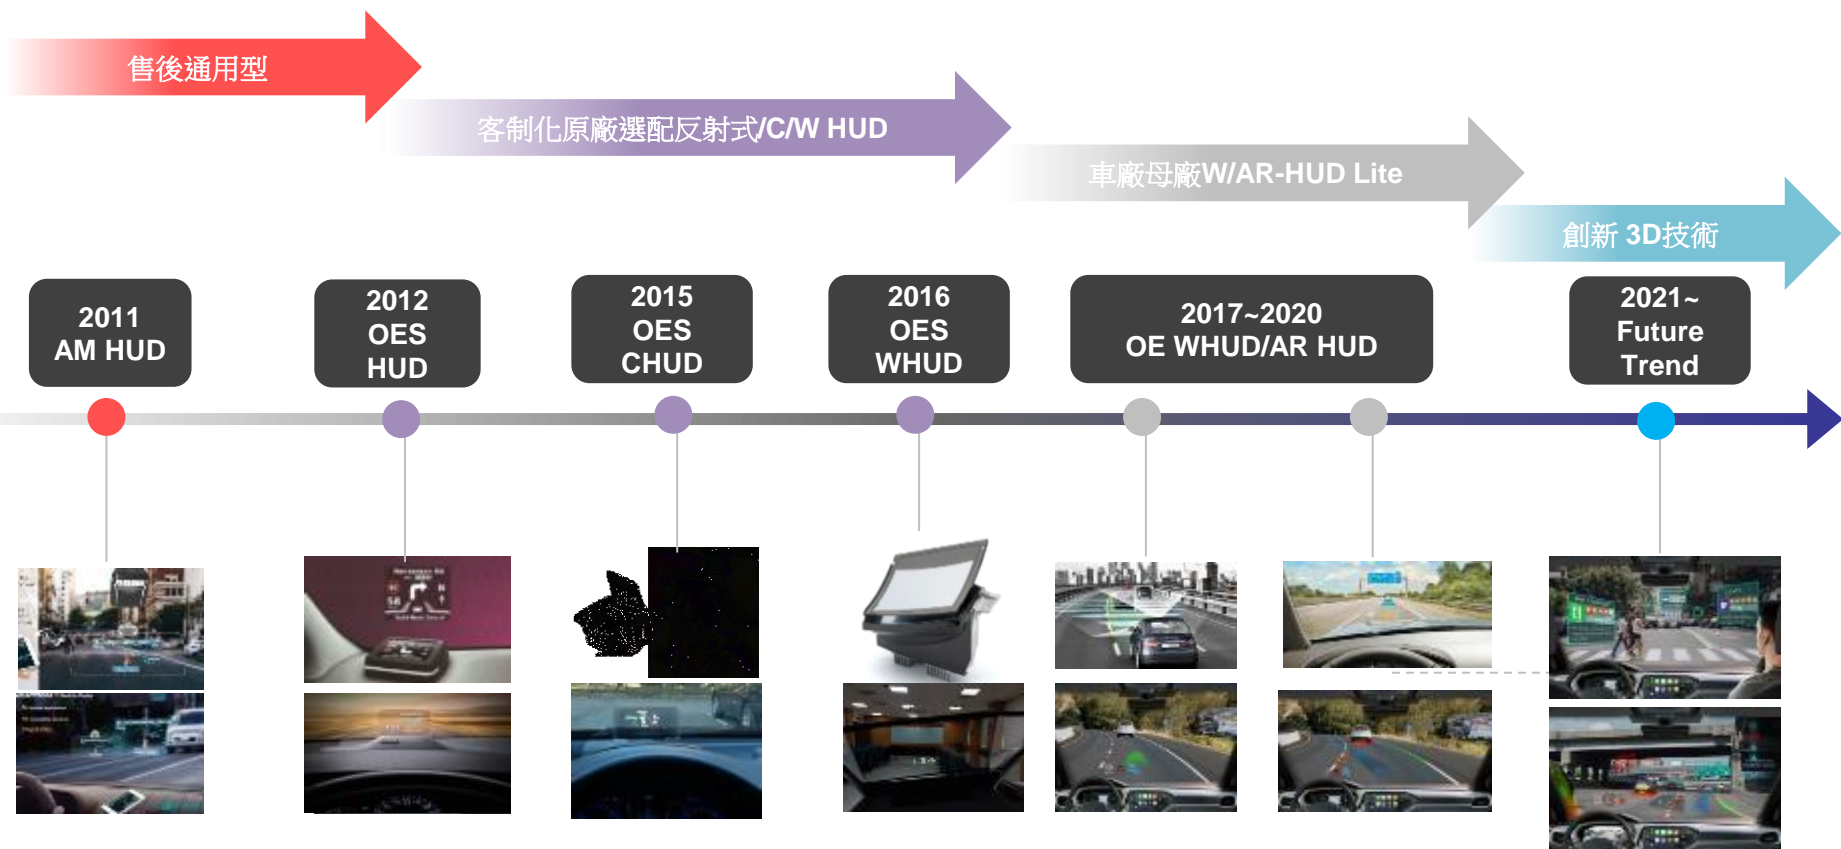 售後通用型
客制化原廠選配反射式/C/W HUD
車廠母廠W/AR-HUD Lite
創新 3D技術
2011
AM HUD
2012
OES
HUD
2015
OES
CHUD
2016
OES
WHUD
2017~2020
OE WHUD/AR HUD
2021~
Future
Trend